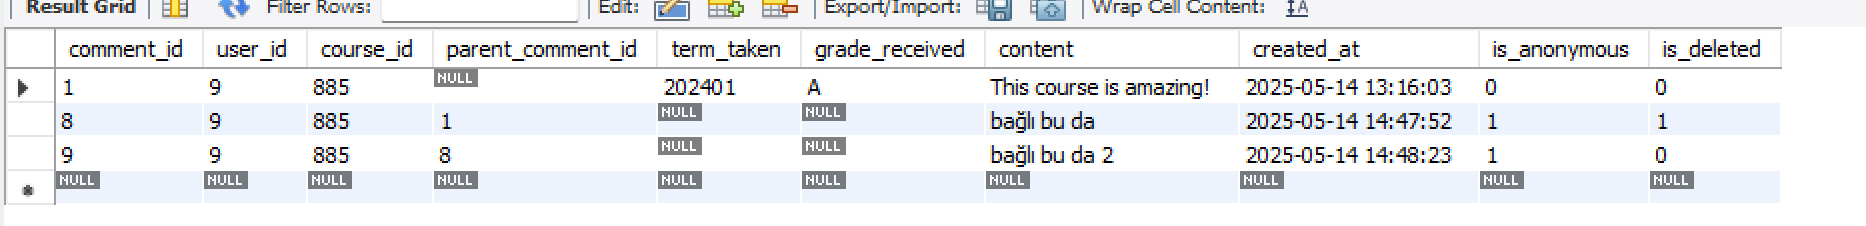 Result Grid Filter Rows: Edit: Export/Import: Wrap Cell Content: IA
comment_id user_id course_id parent_comment_id term_taken grade_received content created_at is_anonymous is_deleted
1 9 885 NULL 202401 A This course is amazing! 2025-05-14 13:16:03 0 0
8 9 885 1 NULL NULL bağlı bu da 2025-05-14 14:47:52 1 1
9 9 885 8 NULL NULL bağlı bu da 2 2025-05-14 14:48:23 1 0
NULL NULL NULL NULL NULL NULL NULL NULL NULL NULL